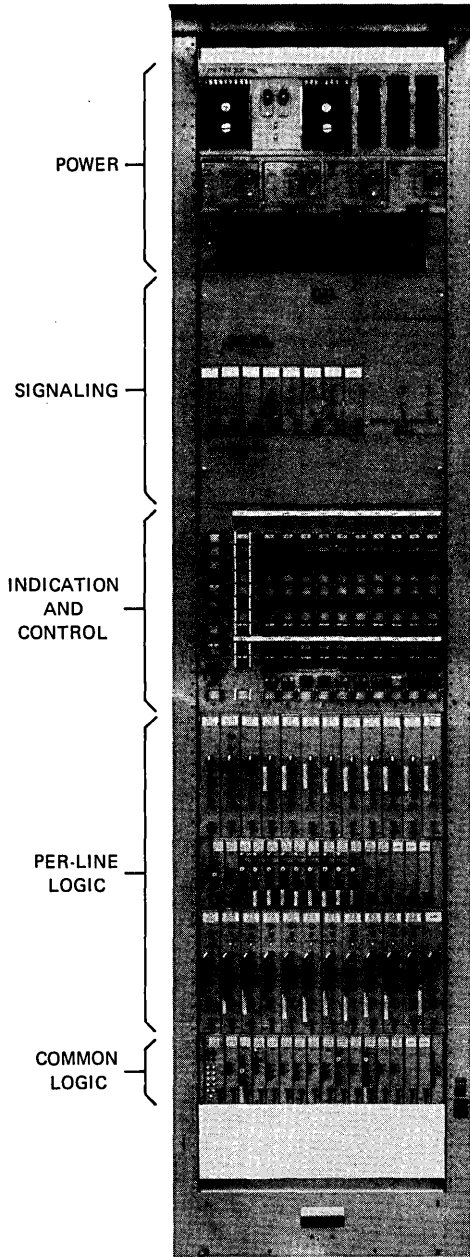 POWER
SIGNALING
INDICATION
AND
CONTROL
PER-LINE
LOGIC
COMMON
LOGIC